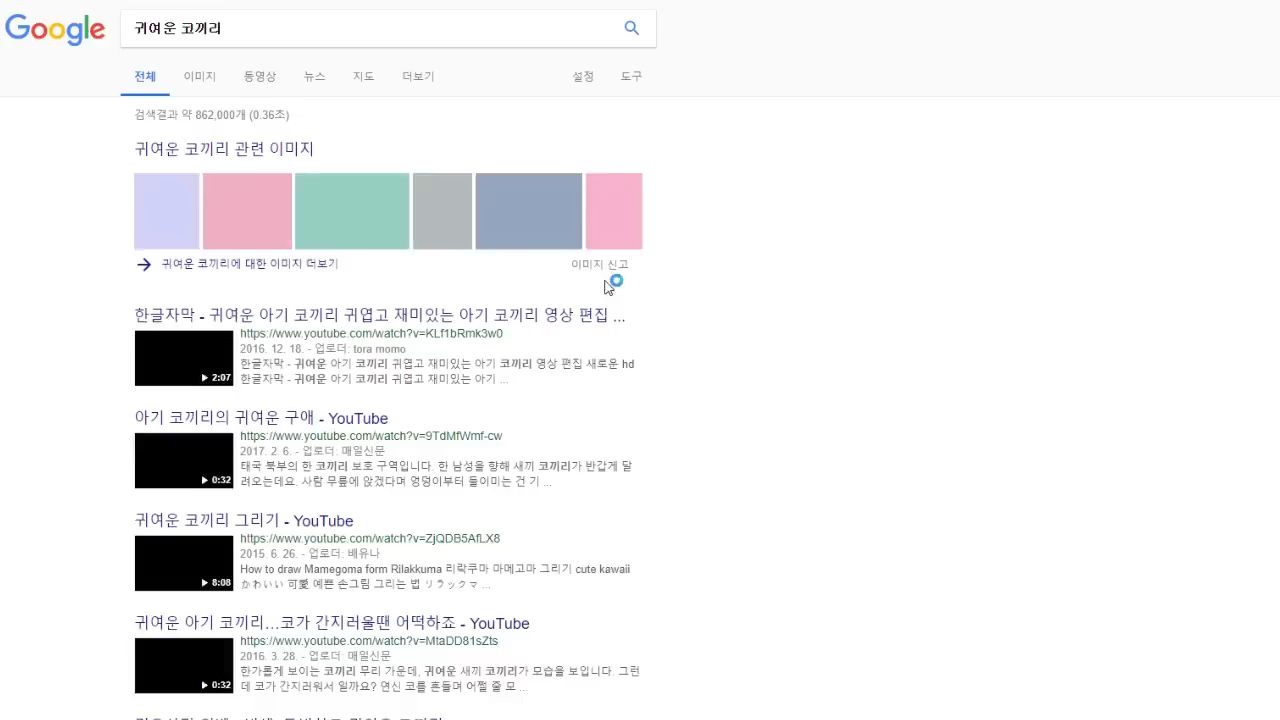 Google
귀여운 코끼리
전체 이미지 동영상 뉴스 지도 더보기 설정 도구
검색결과 약 862,000개 (0.36초)
귀여운 코끼리 관련 이미지
귀여운 코끼리에 대한 이미지 더보기 이미지 신고
한글자막 - 귀여운 아기 코끼리 귀엽고 재미있는 아기 코끼리 영상 편집 ...
https://www.youtube.com/watch?v=KLf1bRmk3w0
2016. 12. 18. - 업로더: tora momo
한글자막 - 귀여운 아기 코끼리 귀엽고 재미있는 아기 코끼리 영상 편집 새로운 hd
2:07 한글자막 - 귀여운 아기 코끼리 귀엽고 재미있는 아기 ...
아기 코끼리의 귀여운 구애 - YouTube
https://www.youtube.com/watch?v=9TdMfWmf-cw
2017. 2. 6. - 업로더: 매일신문
태국 북부의 한 코끼리 보호 구역입니다. 한 남성을 향해 새끼 코끼리가 반갑게 달
0:32 려오는데요. 사람 무릎에 앉겠다며 엉덩이부터 들이미는 건 기 ...
귀여운 코끼리 그리기 - YouTube
https://www.youtube.com/watch?v=ZjQDB5AfLX8
2015. 6. 26. - 업로더: 배유나
How to draw Mamegoma form Rilakkuma 리락쿠마 마메고마 그리기 cute kawaii
8:08 かわいい 可愛 예쁜 손그림 그리는 법 リラックマ ...
귀여운 아기 코끼리…코가 간지러울땐 어떡하죠 - YouTube
https://www.youtube.com/watch?v=MtaDD81sZts
2016. 3. 28. - 업로더: 매일신문
한가롭게 보이는 코끼리 무리 가운데, 귀여운 새끼 코끼리가 모습을 보입니다. 그런
0:32 데 코가 간지러워서 일까요? 연신 코를 흔들며 어쩔 줄 모 ...